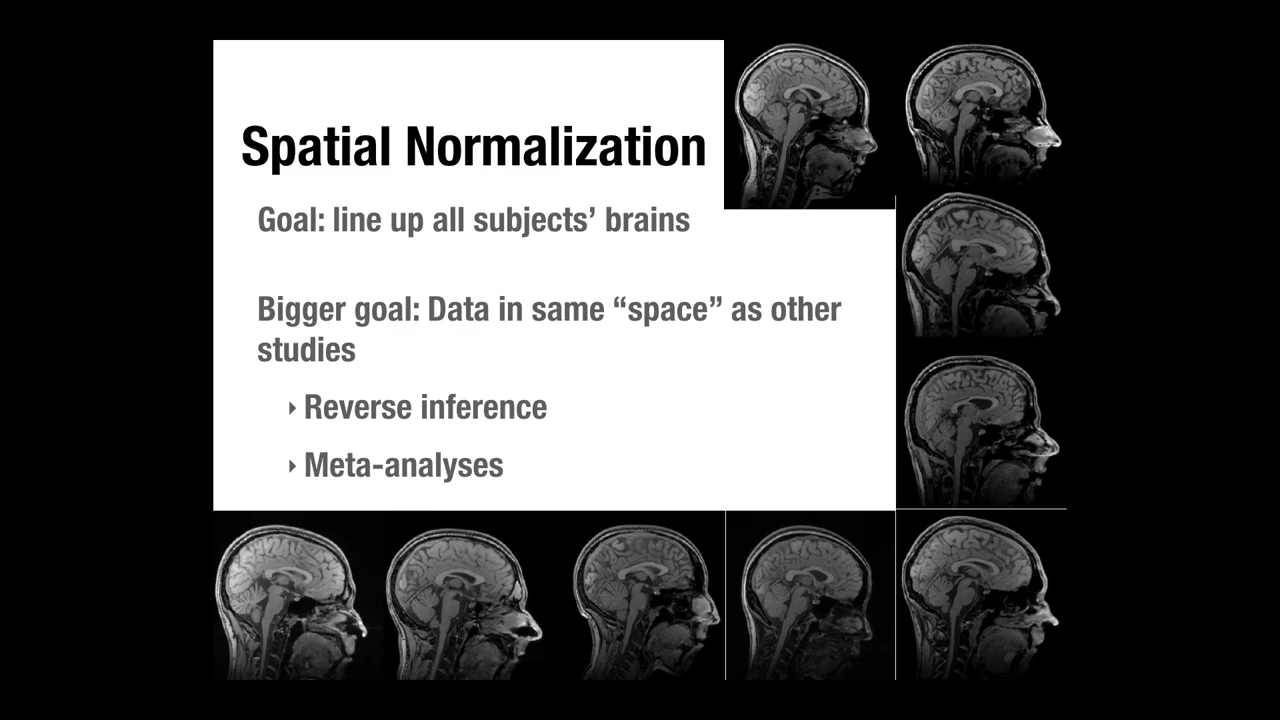 Spatial Normalization
Goal: line up all subjects’ brains
Bigger goal: Data in same “space” as other
studies
‣ Reverse inference
‣ Meta-analyses